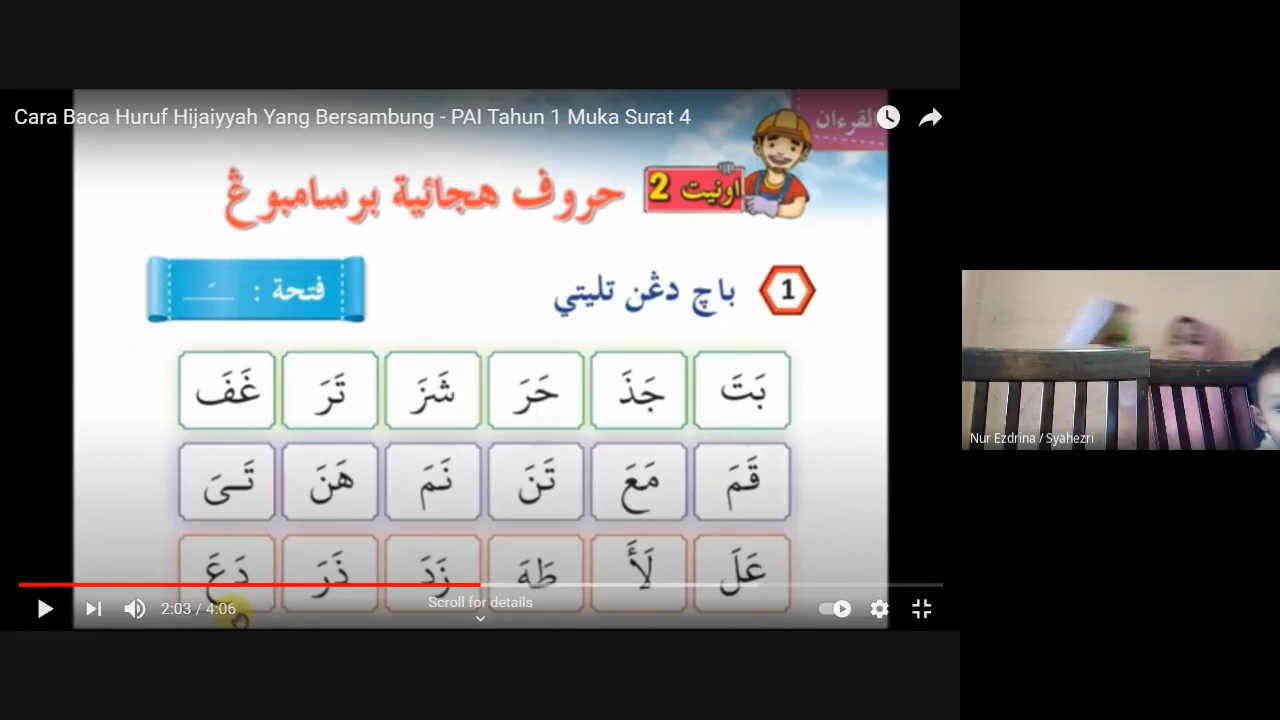 Cara Baca Huruf Hijaiyyah Yang Bersambung - PAI Tahun 1 Muka Surat 4
القرءان
اونيت 2 حروف هجائية برسامبوڠ
1 باچ دڠن تليتي
فتحة : ـَ
بَتَ جَذَ حَرَ شَزَ تَرَ غَفَ
قَمَ مَعَ تَنَ نَمَ هَنَ تَـىَ
عَلَ لَأَ طَهَ زَدَ ذَرَ دَعَ
2:03 / 4:06
Scroll for details
Nur Ezdrina / Syahezri